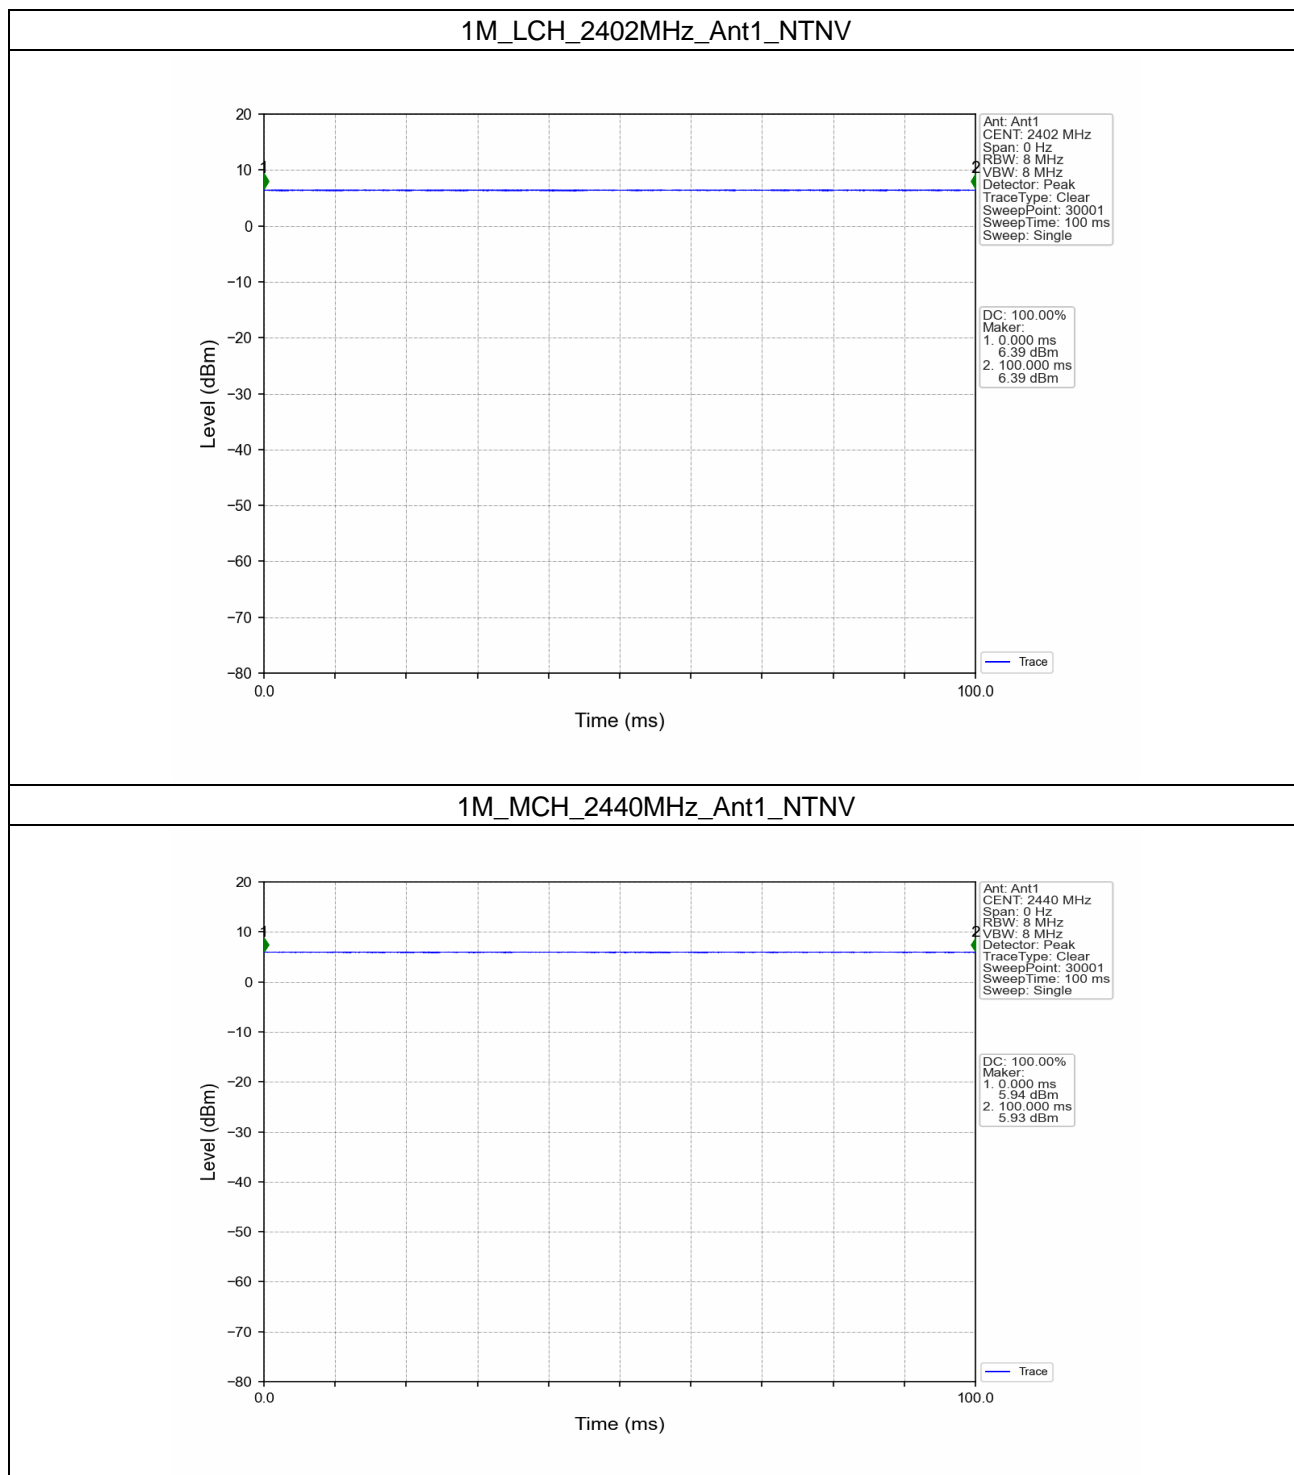 1M_LCH_2402MHz_Ant1_NTNV
20
10
0
−10
−20
−30
−40
−50
−60
−70
−80
Level (dBm)
0.0
100.0
Time (ms)
1
2
Ant: Ant1
CENT: 2402 MHz
Span: 0 Hz
RBW: 8 MHz
VBW: 8 MHz
Detector: Peak
TraceType: Clear
SweepPoint: 30001
SweepTime: 100 ms
Sweep: Single
DC: 100.00%
Maker:
1. 0.000 ms
6.39 dBm
2. 100.000 ms
6.39 dBm
Trace
1M_MCH_2440MHz_Ant1_NTNV
20
10
0
−10
−20
−30
−40
−50
−60
−70
−80
Level (dBm)
0.0
100.0
Time (ms)
1
2
Ant: Ant1
CENT: 2440 MHz
Span: 0 Hz
RBW: 8 MHz
VBW: 8 MHz
Detector: Peak
TraceType: Clear
SweepPoint: 30001
SweepTime: 100 ms
Sweep: Single
DC: 100.00%
Maker:
1. 0.000 ms
5.94 dBm
2. 100.000 ms
5.93 dBm
Trace